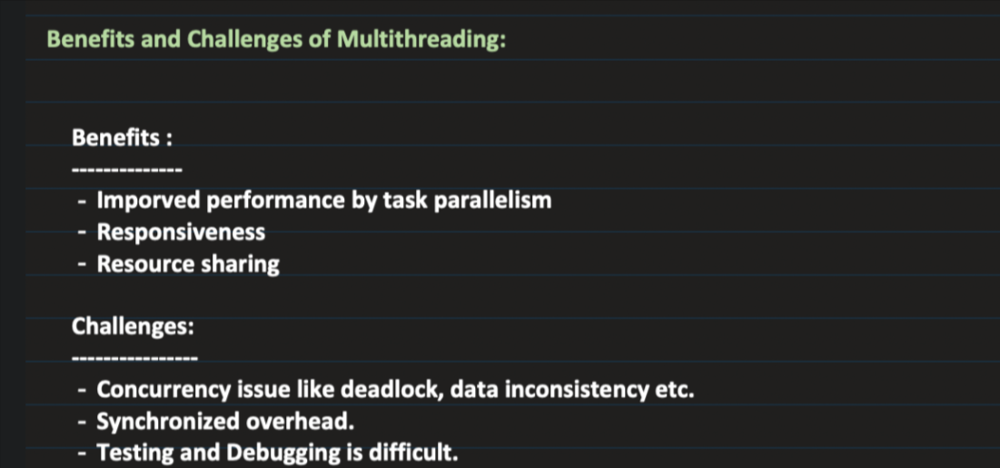 Benefits and Challenges of Multithreading:
Benefits :
--------------
- Imporved performance by task parallelism
- Responsiveness
- Resource sharing
Challenges:
----------------
- Concurrency issue like deadlock, data inconsistency etc.
- Synchronized overhead.
- Testing and Debugging is difficult.